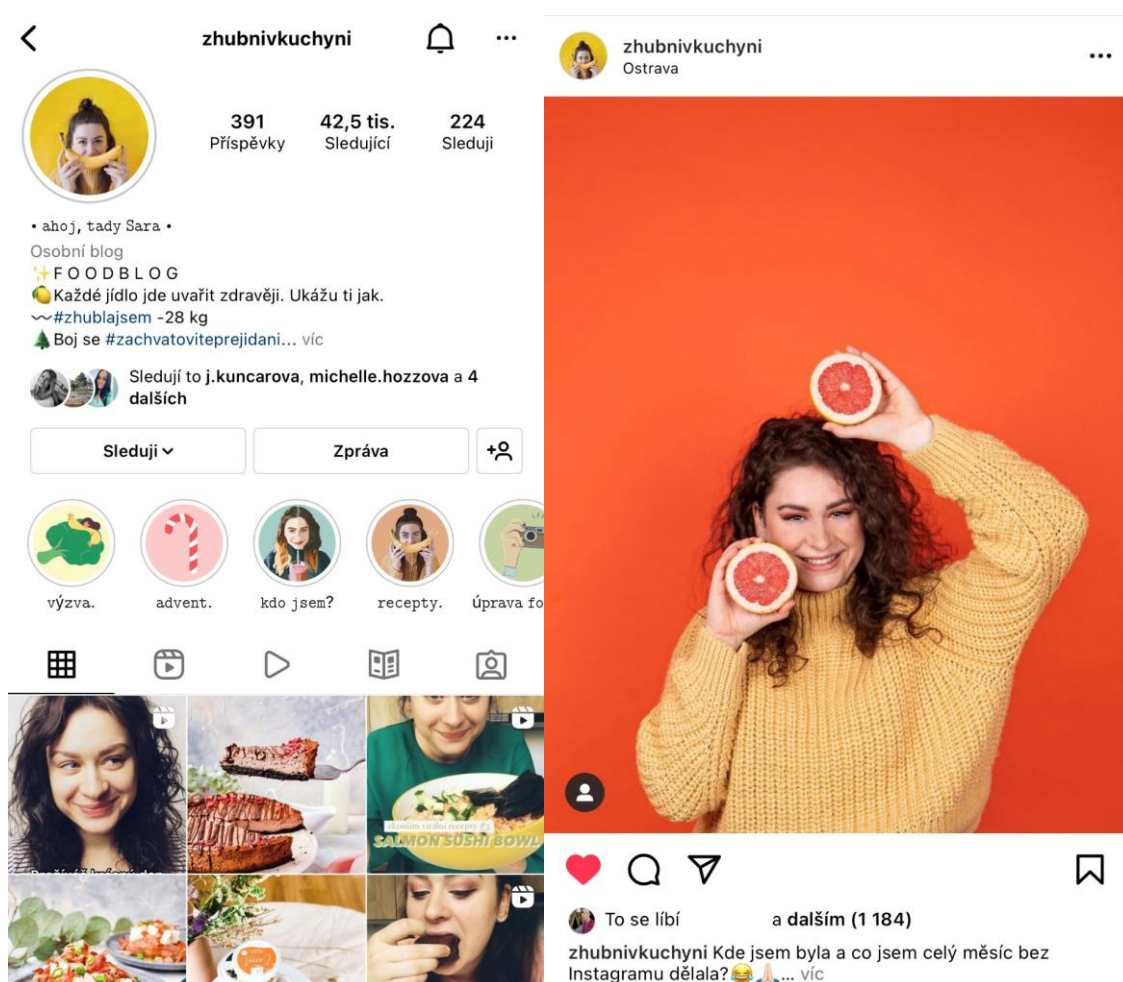 zhubnivkuchyni
391
Příspěvky
42,5 tis.
Sledující
224
Sleduji
• ahoj, tady Sara •
Osobní blog
✨F O O D B L O G
🍋Každé jídlo jde uvařit zdravěji. Ukážu ti jak.
〰#zhublajsem -28 kg
🌲Boj se #zachvatoviteprejidani... víc
Sledují to j.kuncarova, michelle.hozzova a 4
dalších
Sleduji
Zpráva
výzva.
advent.
kdo jsem?
recepty.
úprava fo
recepty #3
SALMON SUSHI BOWL
zhubnivkuchyni
Ostrava
To se líbí a dalším (1 184)
zhubnivkuchyni Kde jsem byla a co jsem celý měsíc bez
Instagramu dělala?😂🙏🏻... víc